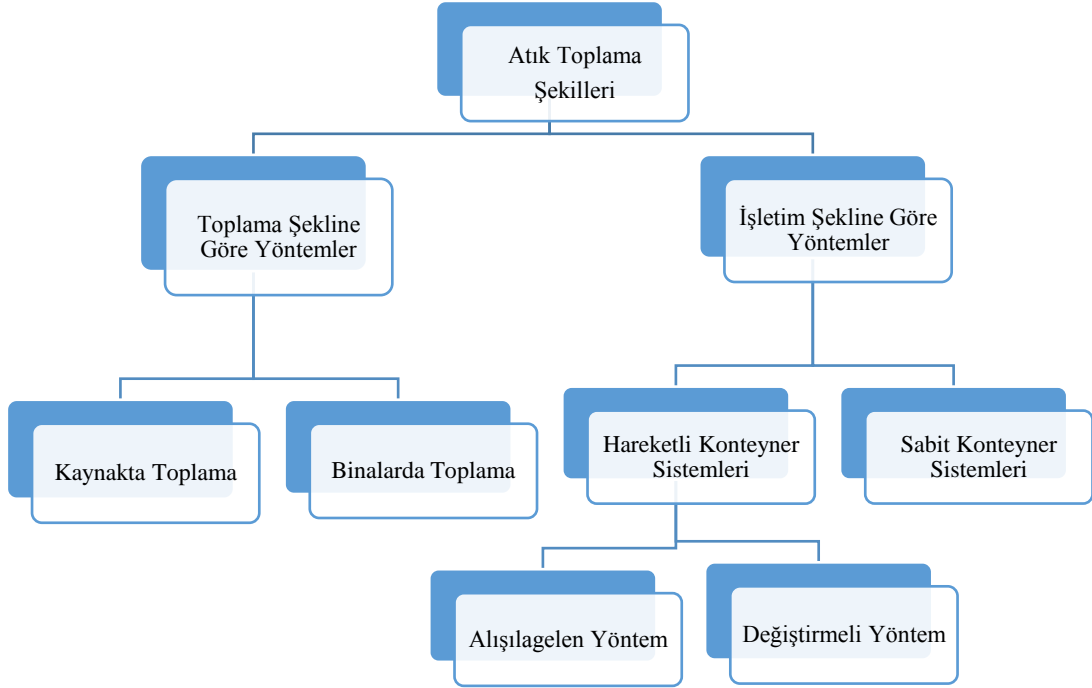 Atık Toplama
Şekilleri
Toplama Şekline
Göre Yöntemler
İşletim Şekline Göre
Yöntemler
Kaynakta Toplama
Binalarda Toplama
Hareketli Konteyner
Sistemleri
Sabit Konteyner
Sistemleri
Alışılagelen Yöntem
Değiştirmeli Yöntem